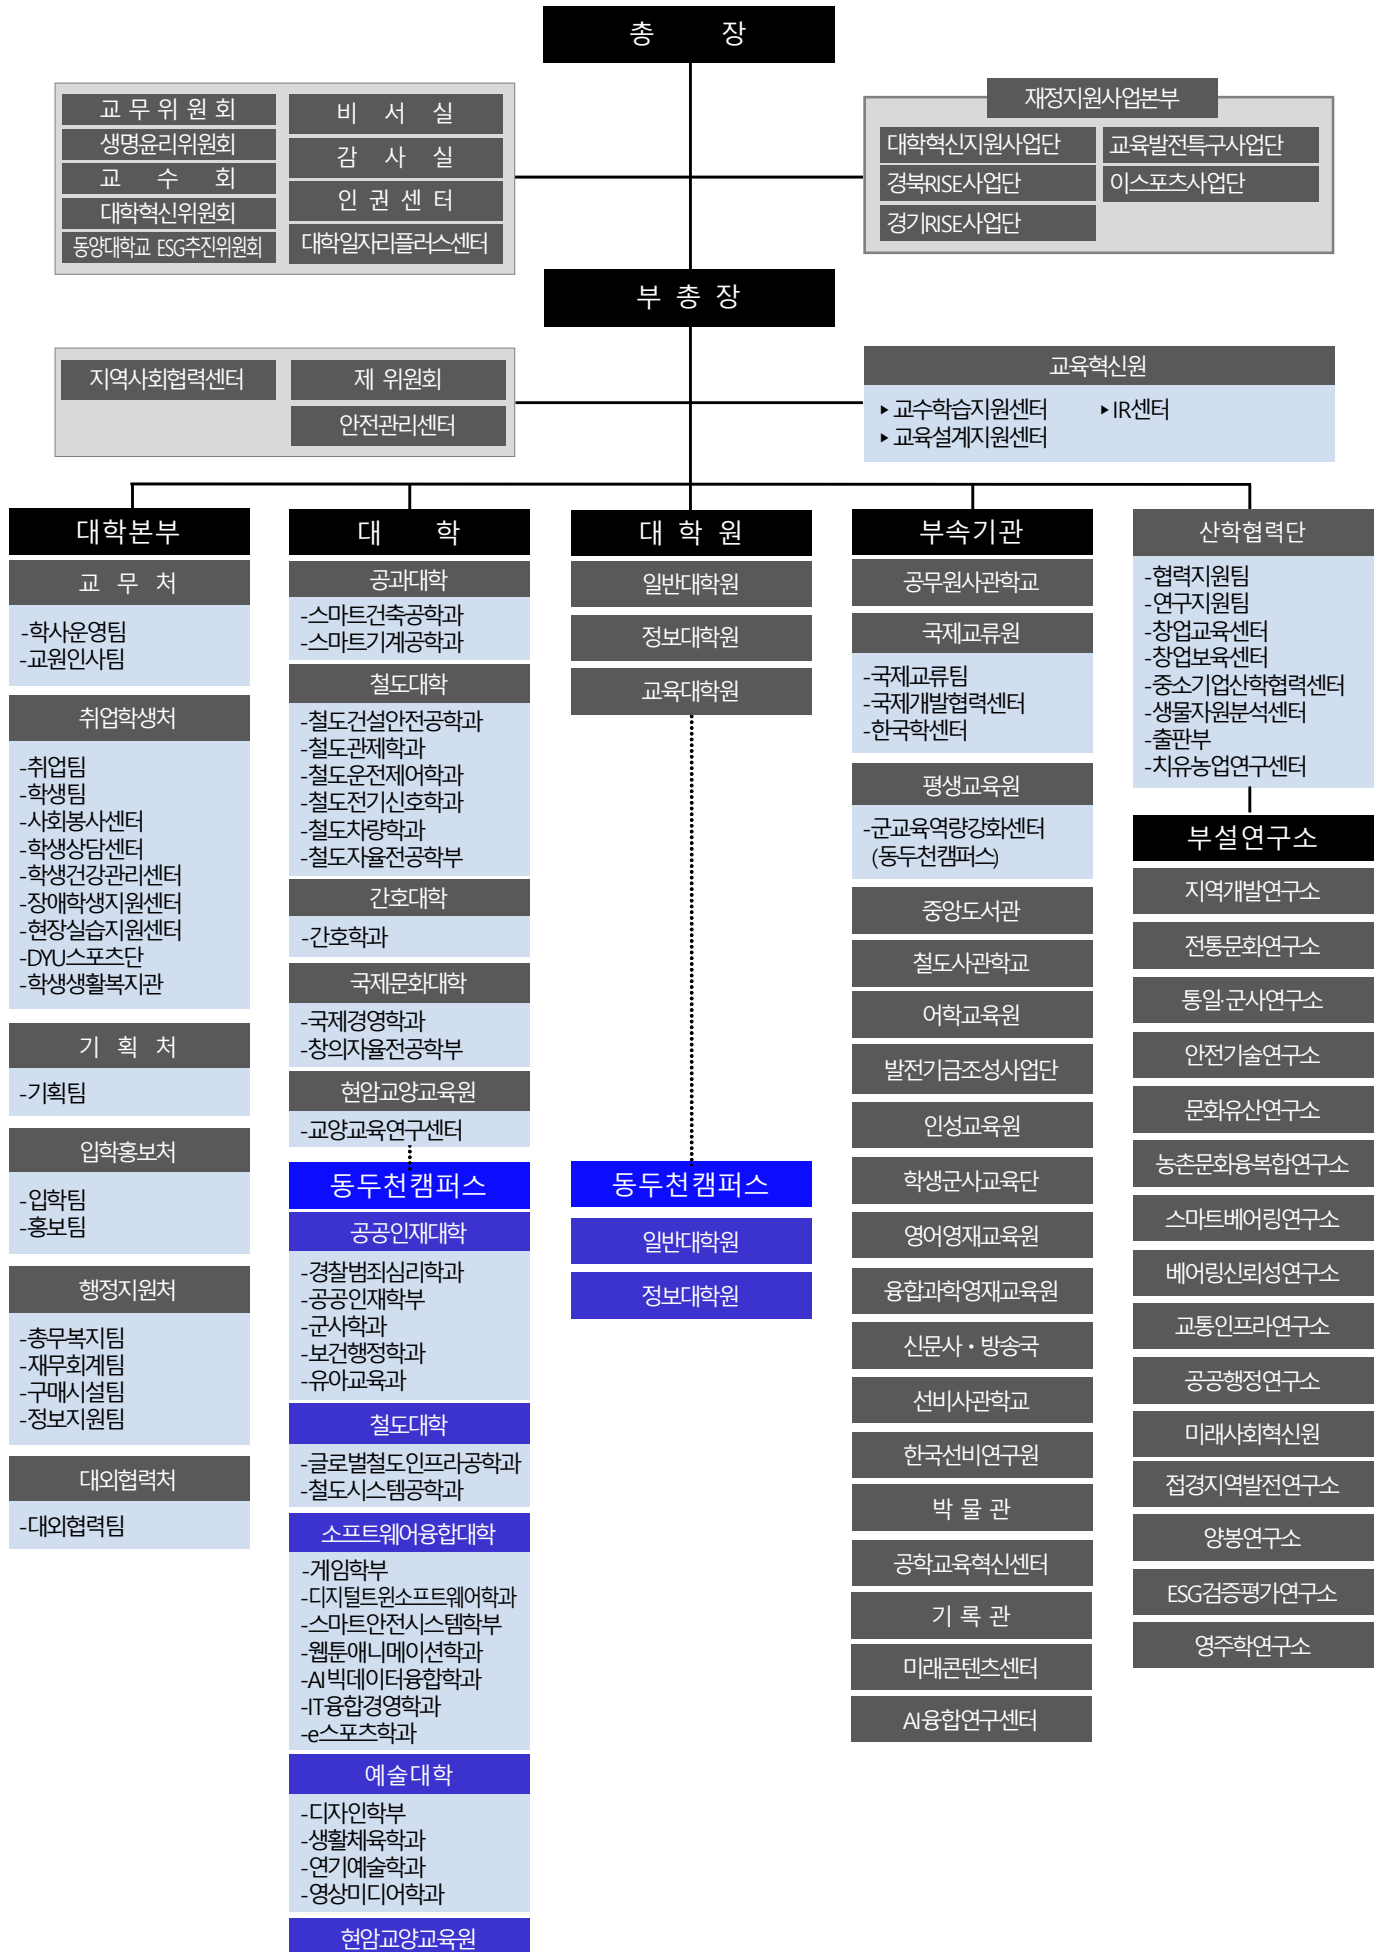 총 장
교 무 위 원 회
생명윤리위원회
교 수 회
대학혁신위원회
동양대학교 ESG추진위원회
비 서 실
감 사 실
인 권 센 터
대학일자리플러스센터
재정지원사업본부
대학혁신지원사업단
경북RISE사업단
경기RISE사업단
교육발전특구사업단
이스포츠사업단
부 총 장
지역사회협력센터
제 위원회
안전관리센터
교육혁신원
▸교수학습지원센터 ▸IR센터
▸교육설계지원센터
대학본부
교 무 처
-학사운영팀
-교원인사팀
취업학생처
-취업팀
-학생팀
-사회봉사센터
-학생상담센터
-학생건강관리센터
-장애학생지원센터
-현장실습지원센터
-DYU스포츠단
-학생생활복지관
기 획 처
-기획팀
입학홍보처
-입학팀
-홍보팀
행정지원처
-총무복지팀
-재무회계팀
-구매시설팀
-정보지원팀
대외협력처
-대외협력팀
대 학
공과대학
-스마트건축공학과
-스마트기계공학과
철도대학
-철도건설안전공학과
-철도관제학과
-철도운전제어학과
-철도전기신호학과
-철도차량학과
-철도자율전공학부
간호대학
-간호학과
국제문화대학
-국제경영학과
-창의자율전공학부
현암교양교육원
-교양교육연구센터
동두천캠퍼스
공공인재대학
-경찰범죄심리학과
-공공인재학부
-군사학과
-보건행정학과
-유아교육과
철도대학
-글로벌철도인프라공학과
-철도시스템공학과
소프트웨어융합대학
-게임학부
-디지털트윈소프트웨어학과
-스마트안전시스템학부
-웹툰애니메이션학과
-AI빅데이터융합학과
-IT융합경영학과
-e스포츠학과
예술대학
-디자인학부
-생활체육학과
-연기예술학과
-영상미디어학과
현암교양교육원
대 학 원
일반대학원
정보대학원
교육대학원
동두천캠퍼스
일반대학원
정보대학원
부속기관
공무원사관학교
국제교류원
-국제교류팀
-국제개발협력센터
-한국학센터
평생교육원
-군교육역량강화센터
(동두천캠퍼스)
중앙도서관
철도사관학교
어학교육원
발전기금조성사업단
인성교육원
학생군사교육단
영어영재교육원
융합과학영재교육원
신문사・방송국
선비사관학교
한국선비연구원
박 물 관
공학교육혁신센터
기 록 관
미래콘텐츠센터
AI융합연구센터
산학협력단
-협력지원팀
-연구지원팀
-창업교육센터
-창업보육센터
-중소기업산학협력센터
-생물자원분석센터
-출판부
-치유농업연구센터
부설연구소
지역개발연구소
전통문화연구소
통일·군사연구소
안전기술연구소
문화유산연구소
농촌문화융복합연구소
스마트베어링연구소
베어링신뢰성연구소
교통인프라연구소
공공행정연구소
미래사회혁신원
접경지역발전연구소
양봉연구소
ESG검증평가연구소
영주학연구소